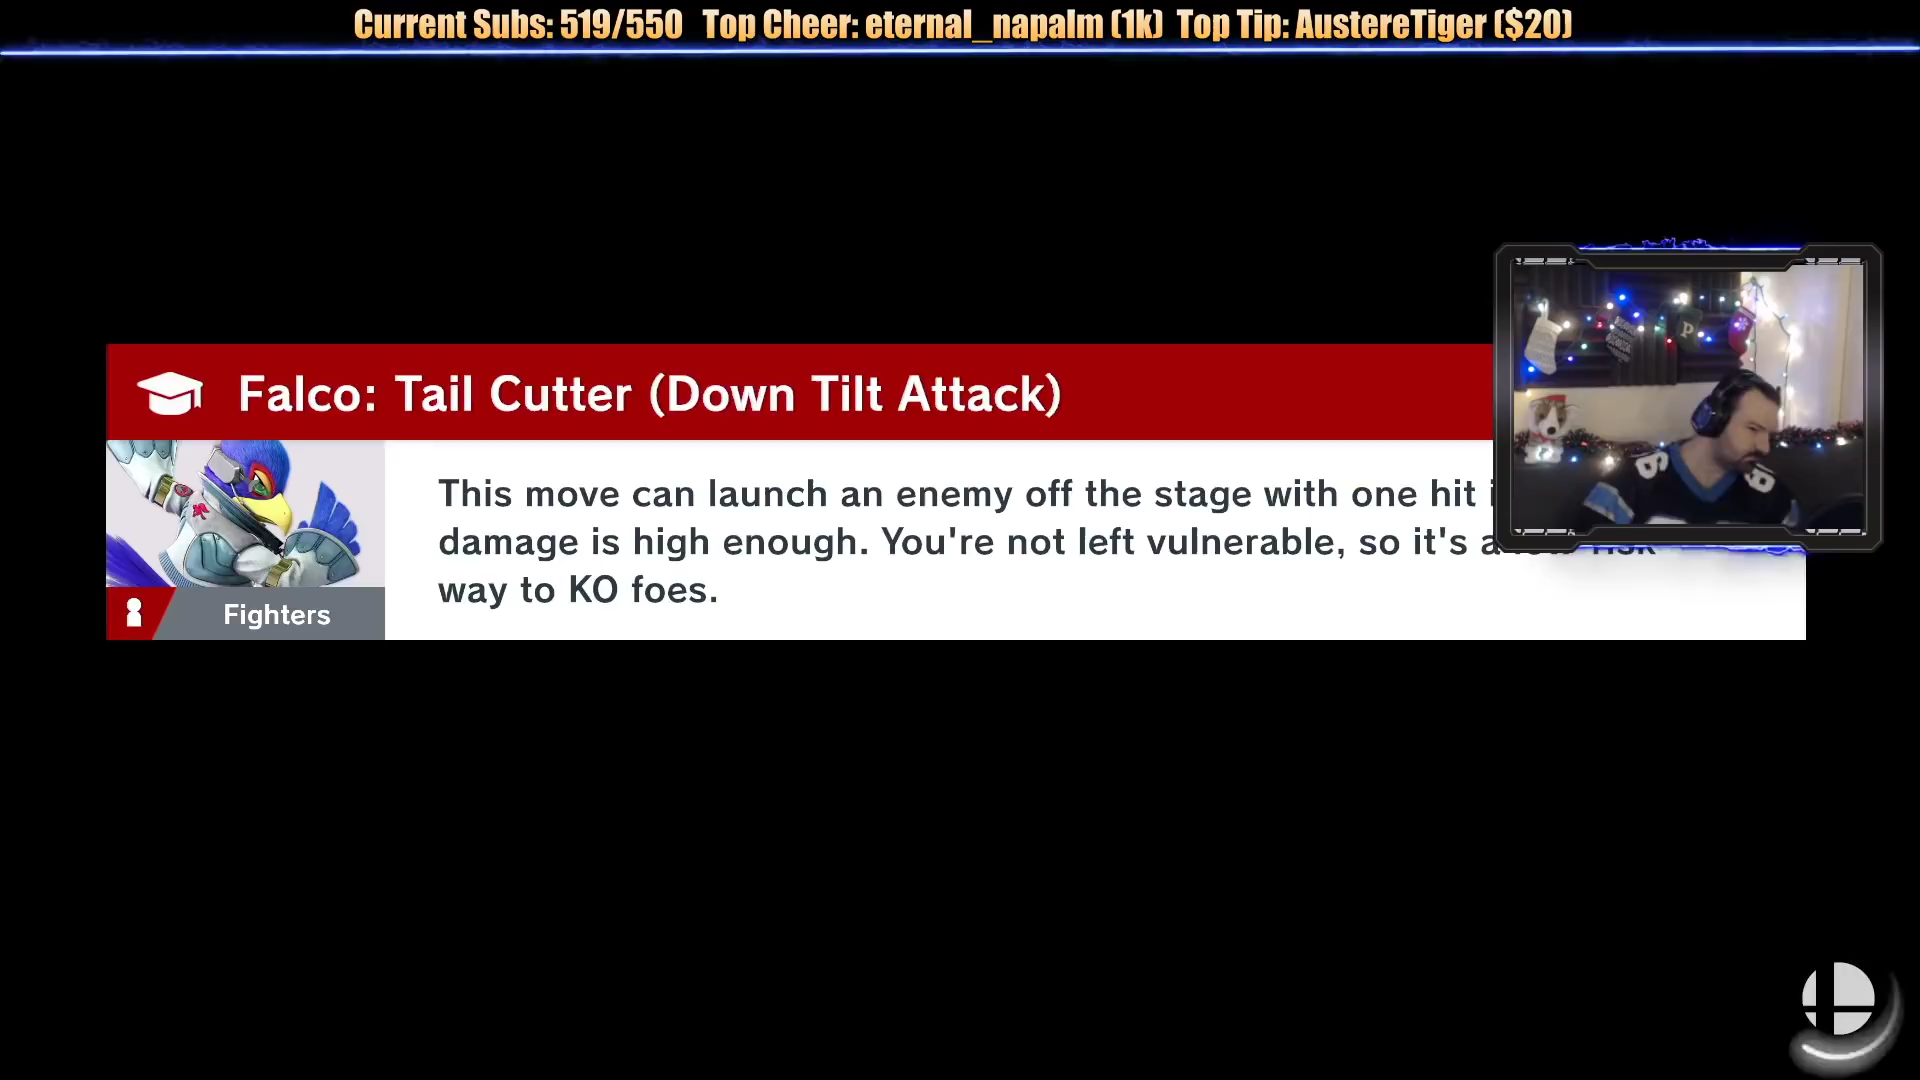 Current Subs: 519/550 Top Cheer: eternal_napalm (1k) Top Tip: AustereTiger ($20)
Falco: Tail Cutter (Down Tilt Attack)
This move can launch an enemy off the stage with one hit
damage is high enough. You're not left vulnerable, so it's a
way to KO foes.
Fighters
P